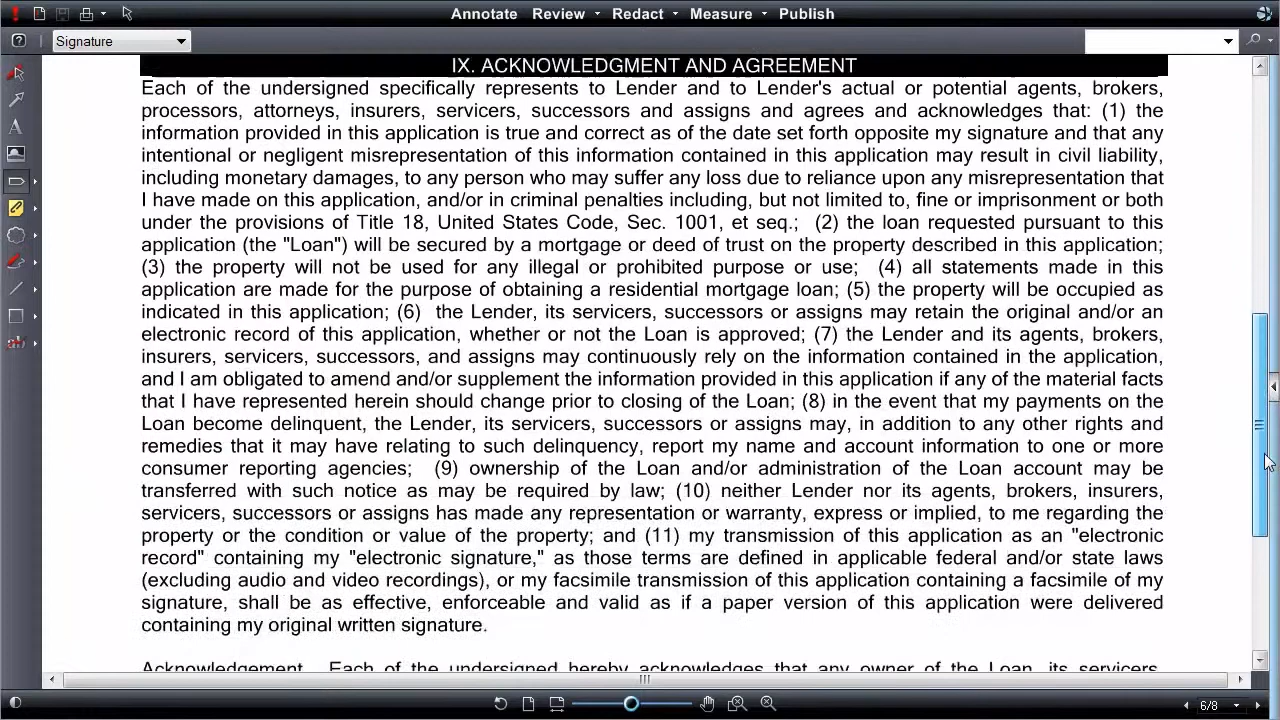 Annotate Review Redact Measure Publish
Signature
IX. ACKNOWLEDGMENT AND AGREEMENT
Each of the undersigned specifically represents to Lender and to Lender's actual or potential agents, brokers,
processors, attorneys, insurers, servicers, successors and assigns and agrees and acknowledges that: (1) the
information provided in this application is true and correct as of the date set forth opposite my signature and that any
intentional or negligent misrepresentation of this information contained in this application may result in civil liability,
including monetary damages, to any person who may suffer any loss due to reliance upon any misrepresentation that
I have made on this application, and/or in criminal penalties including, but not limited to, fine or imprisonment or both
under the provisions of Title 18, United States Code, Sec. 1001, et seq.; (2) the loan requested pursuant to this
application (the "Loan") will be secured by a mortgage or deed of trust on the property described in this application;
(3) the property will not be used for any illegal or prohibited purpose or use; (4) all statements made in this
application are made for the purpose of obtaining a residential mortgage loan; (5) the property will be occupied as
indicated in this application; (6) the Lender, its servicers, successors or assigns may retain the original and/or an
electronic record of this application, whether or not the Loan is approved; (7) the Lender and its agents, brokers,
insurers, servicers, successors, and assigns may continuously rely on the information contained in the application,
and I am obligated to amend and/or supplement the information provided in this application if any of the material facts
that I have represented herein should change prior to closing of the Loan; (8) in the event that my payments on the
Loan become delinquent, the Lender, its servicers, successors or assigns may, in addition to any other rights and
remedies that it may have relating to such delinquency, report my name and account information to one or more
consumer reporting agencies; (9) ownership of the Loan and/or administration of the Loan account may be
transferred with such notice as may be required by law; (10) neither Lender nor its agents, brokers, insurers,
servicers, successors or assigns has made any representation or warranty, express or implied, to me regarding the
property or the condition or value of the property; and (11) my transmission of this application as an "electronic
record" containing my "electronic signature," as those terms are defined in applicable federal and/or state laws
(excluding audio and video recordings), or my facsimile transmission of this application containing a facsimile of my
signature, shall be as effective, enforceable and valid as if a paper version of this application were delivered
containing my original written signature.
Acknowledgement. Each of the undersigned hereby acknowledges that any owner of the Loan, its servicers,
6/8